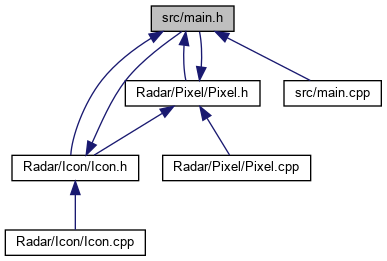 src/main.h
Radar/Pixel/Pixel.h
src/main.cpp
Radar/Icon/Icon.h
Radar/Pixel/Pixel.cpp
Radar/Icon/Icon.cpp